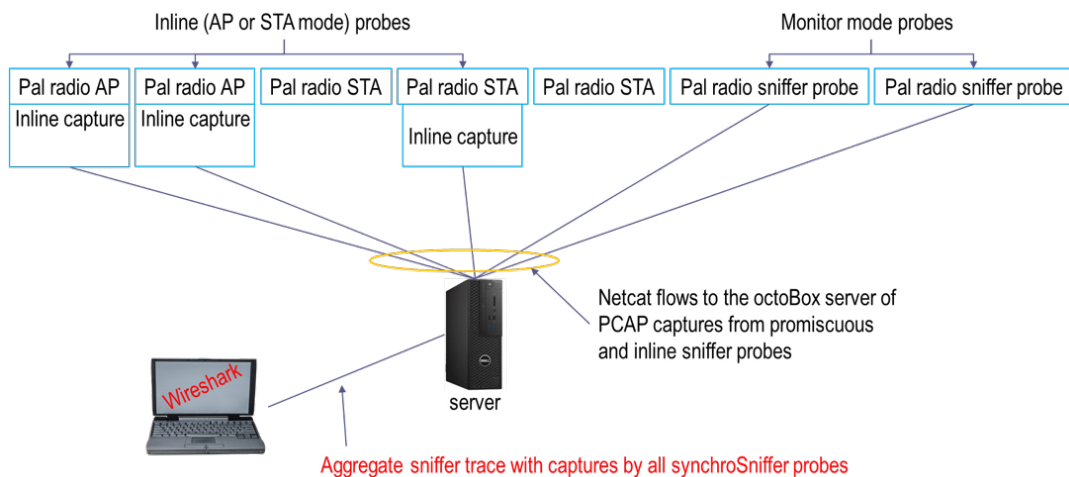 Inline (AP or STA mode) probes
Monitor mode probes
Pal radio AP
Pal radio AP
Pal radio STA
Pal radio STA
Pal radio STA
Pal radio sniffer probe
Pal radio sniffer probe
Inline capture
Inline capture
Inline capture
Netcat flows to the octoBox server of
PCAP captures from promiscuous
and inline sniffer probes
Wireshark
DELL
server
Aggregate sniffer trace with captures by all synchroSniffer probes